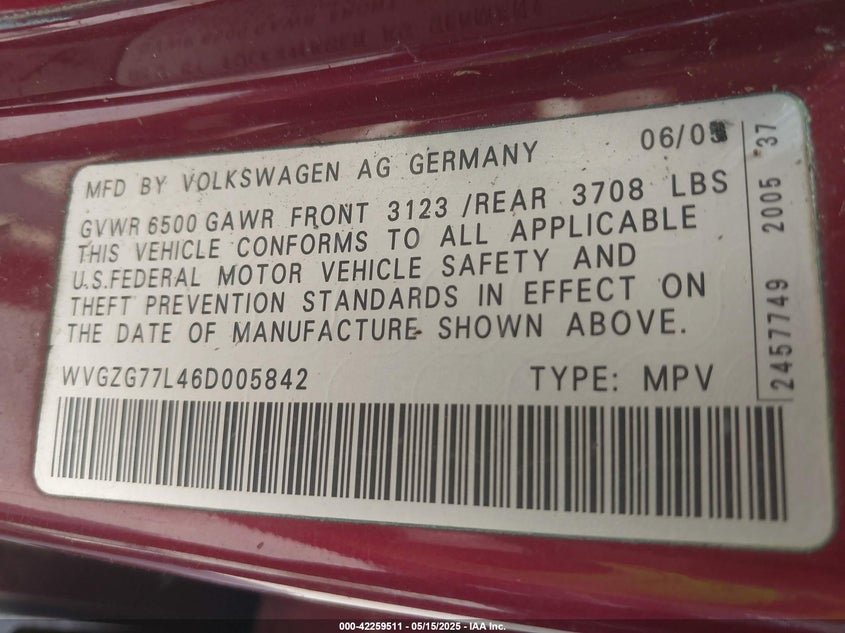 MFD BY VOLKSWAGEN AG GERMANY
GVWR 6500 GAWR FRONT 3123 /REAR 3708 LBS
THIS VEHICLE CONFORMS TO ALL APPLICABLE
U.S.FEDERAL MOTOR VEHICLE SAFETY AND
THEFT PREVENTION STANDARDS IN EFFECT ON
THE DATE OF MANUFACTURE SHOWN ABOVE.
WVGZG77L46D005842 TYPE: MPV
2457749 2005 37
000-42259511 - 05/15/2025 - IAA Inc.